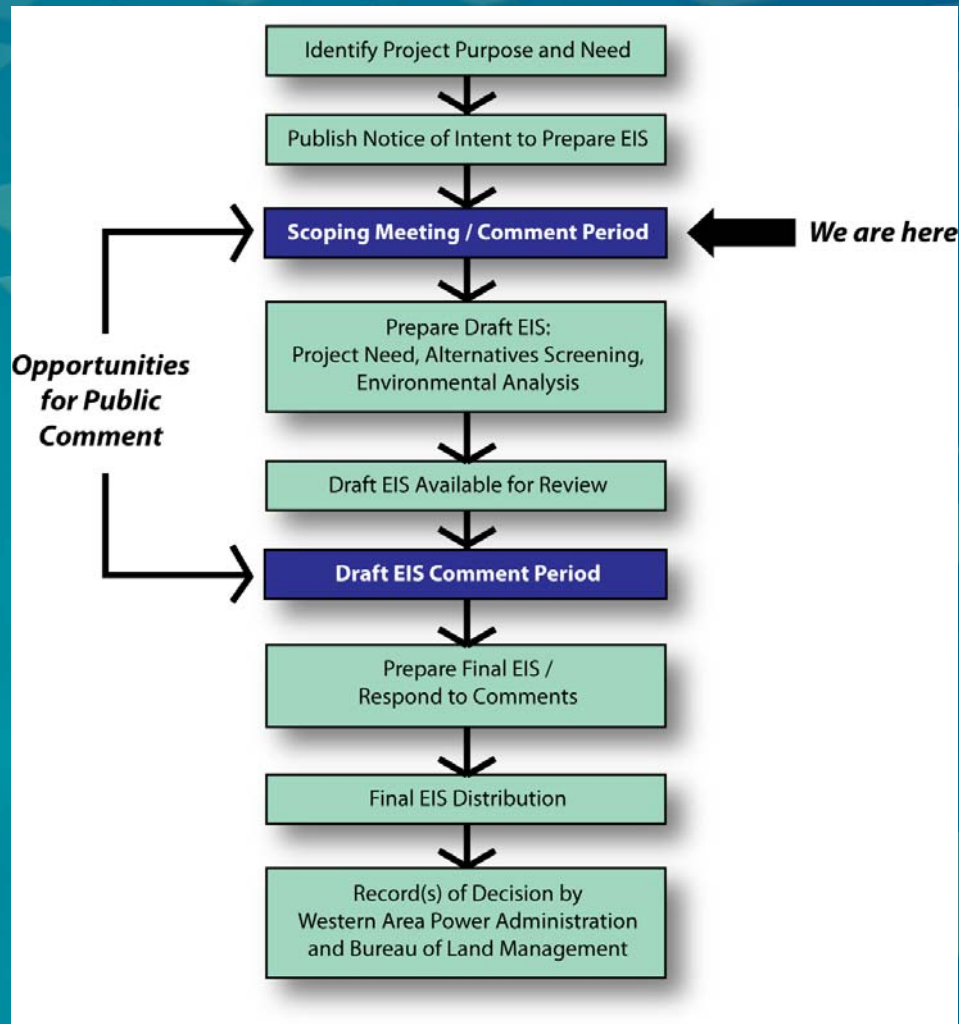 Identify Project Purpose and Need
Publish Notice of Intent to Prepare EIS
Scoping Meeting / Comment Period
We are here
Prepare Draft EIS:
Project Need, Alternatives Screening,
Environmental Analysis
Opportunities
for Public
Comment
Draft EIS Available for Review
Draft EIS Comment Period
Prepare Final EIS /
Respond to Comments
Final EIS Distribution
Record(s) of Decision by
Western Area Power Administration
and Bureau of Land Management